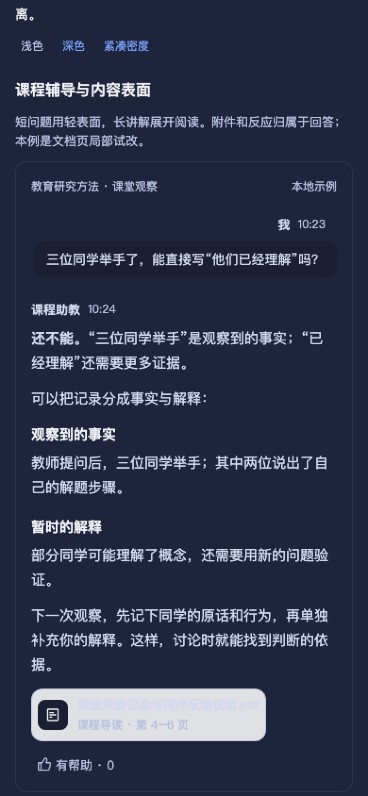 离。
浅色 深色 紧凑密度
课程辅导与内容表面
短问题用轻表面，长讲解展开阅读。附件和反应归属于回答；
本例是文档页局部试改。
教育研究方法 · 课堂观察 本地示例
我 10:23
三位同学举手了，能直接写“他们已经理解”吗？
课程助教 10:24
还不能。“三位同学举手”是观察到的事实；“已
经理解”还需要更多证据。
可以把记录分成事实与解释：
观察到的事实
教师提问后，三位同学举手；其中两位说出了自
己的解题步骤。
暂时的解释
部分同学可能理解了概念，还需要用新的问题验
证。
下一次观察，先记下同学的原话和行为，再单独
补充你的解释。这样，讨论时就能找到判断的依
据。
课程导读 · 第 4—6 页
有帮助 · 0